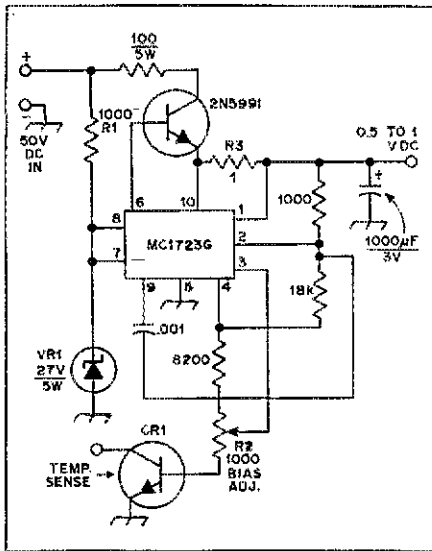 100
5W
+
2N5991
1000
R1
R3
1
0.5 TO 1
V DC
-
50V
DC
IN
6
10
1
8
1000
+
MC1723G
2
7
3
1000µF
3V
9
5
4
18k
.001
8200
VR1
27V
5W
CR1
R2
1000
BIAS
ADJ.
TEMP.
SENSE